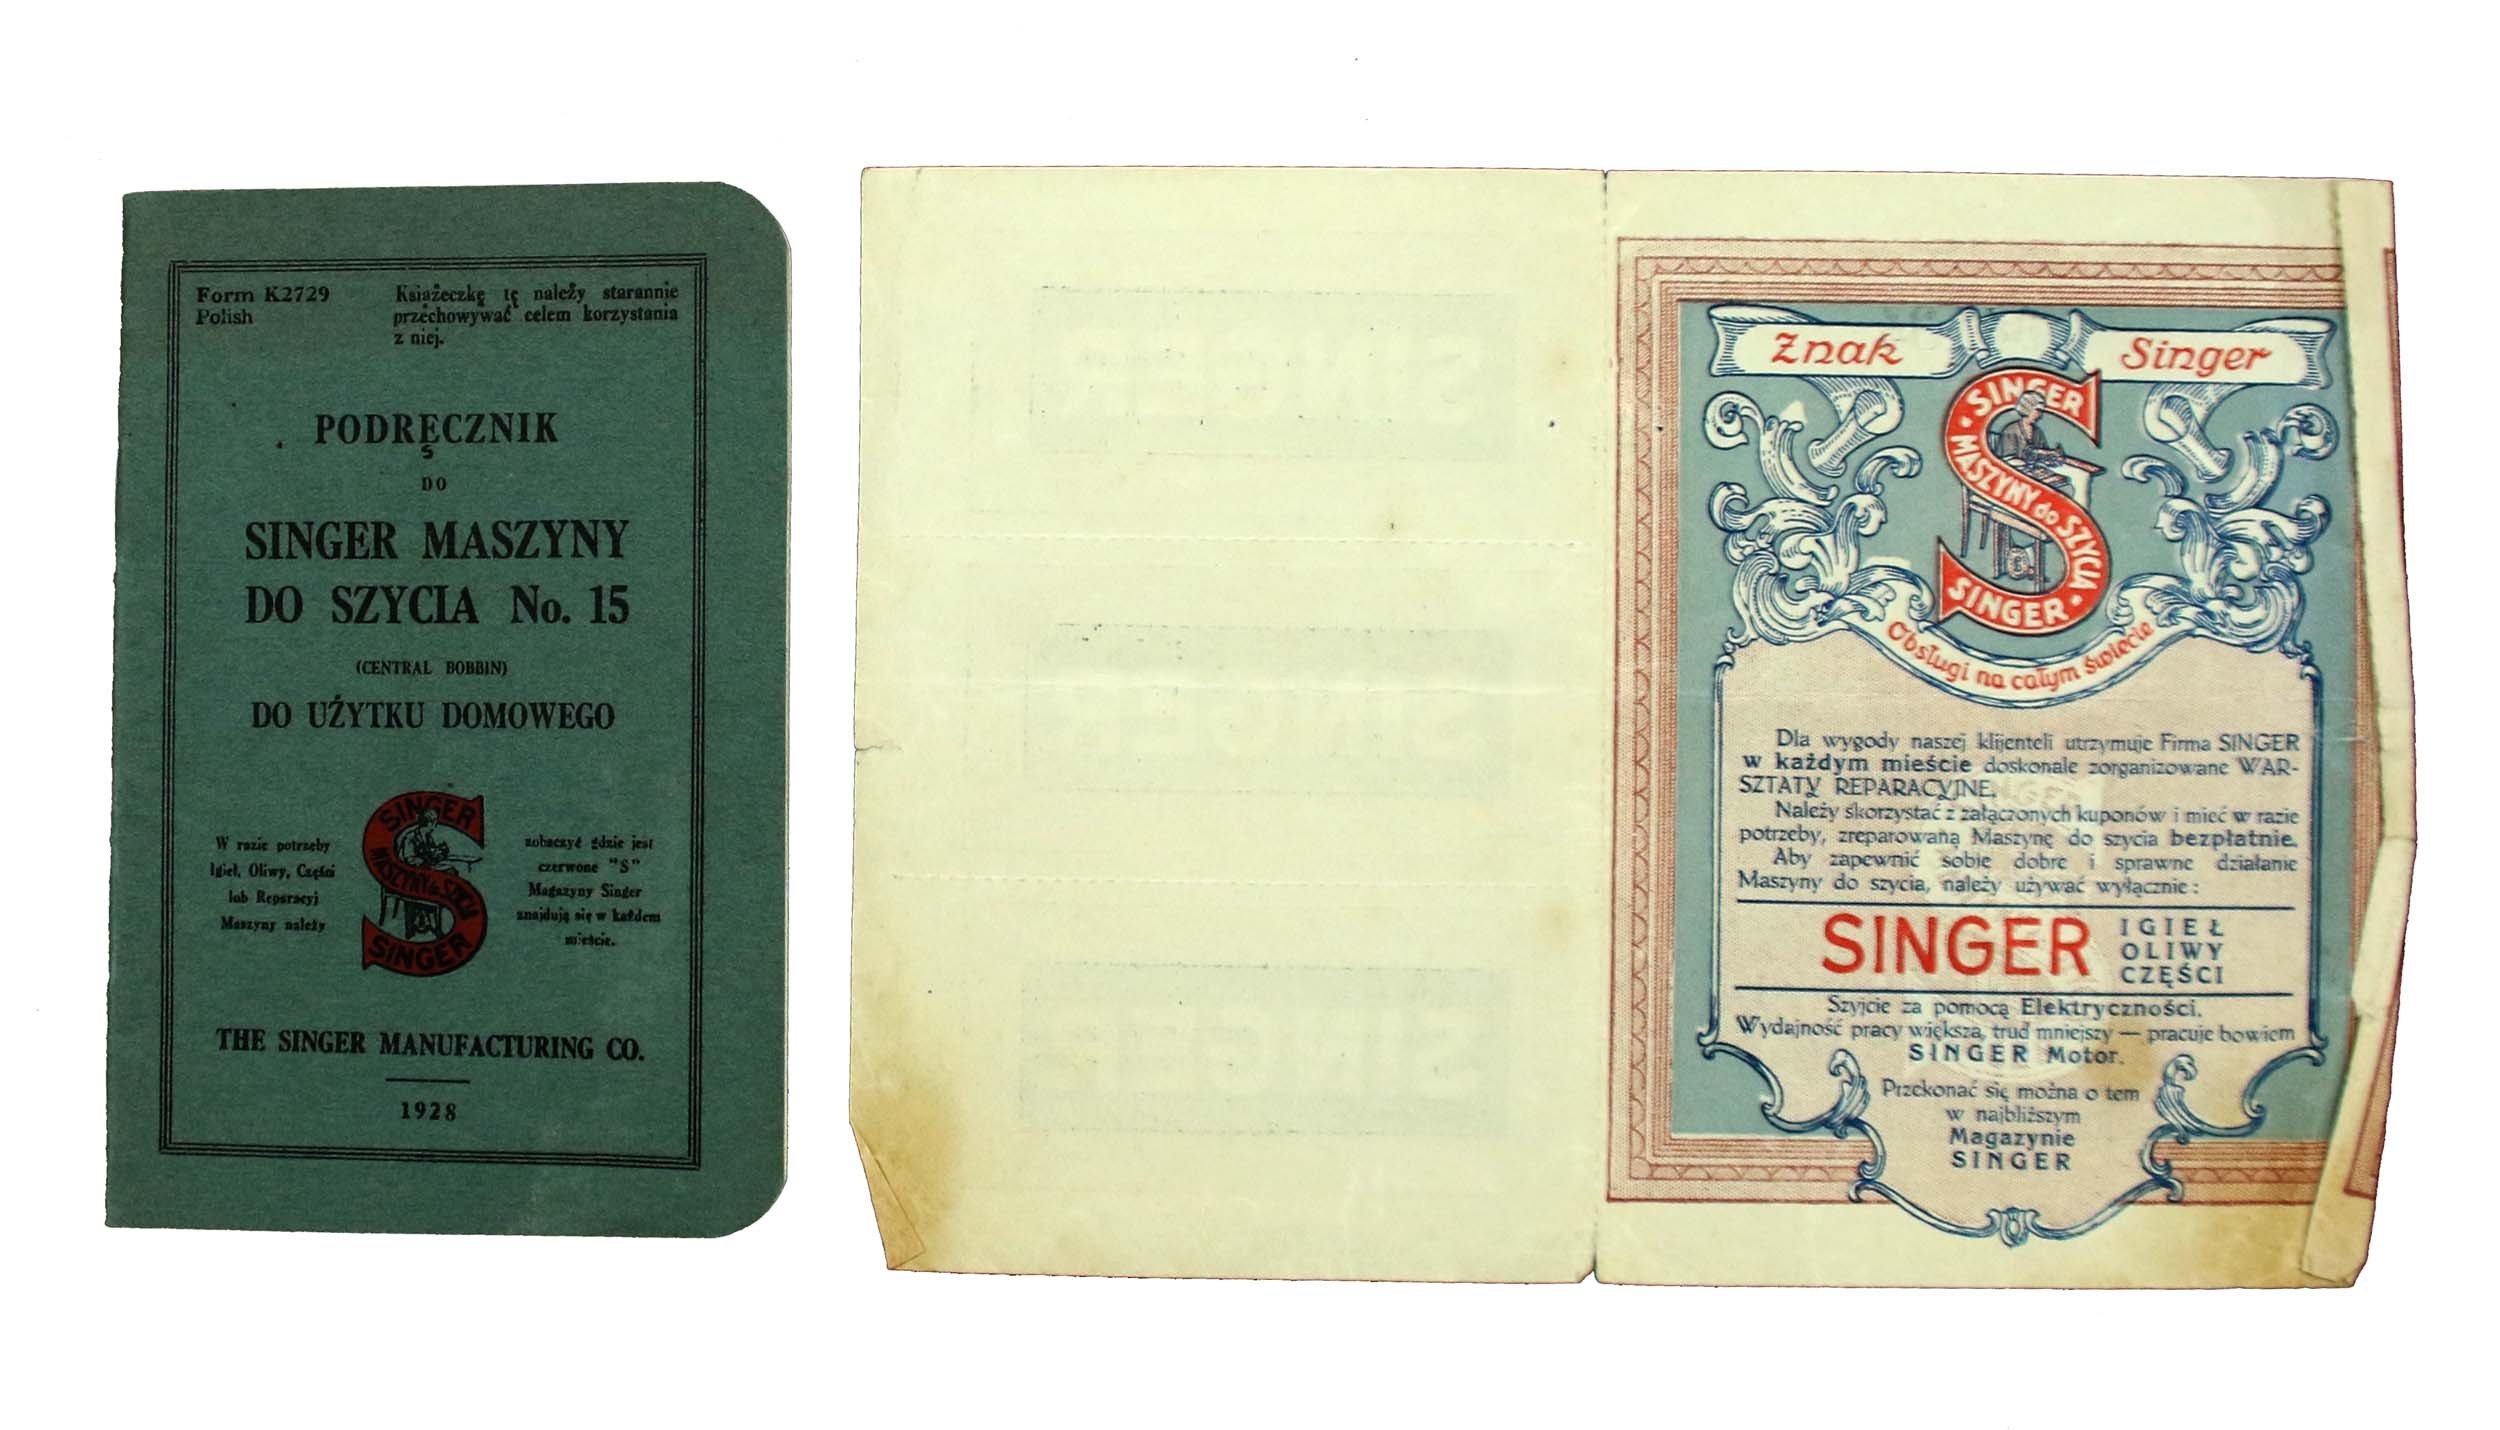 Form K2729
Polish
Książeczkę tę należy starannie
przechowywać celem korzystania
z niej.
PODRĘCZNIK
DO
SINGER MASZYNY
DO SZYCIA No. 15
(CENTRAL BOBBIN)
DO UŻYTKU DOMOWEGO
W razie potrzeby
Igieł, Oliwy, Części
lub Reparacyj
Maszyny należy
SINGER
MASZYNY do SZYCIA
SINGER
zobaczyć gdzie jest
czerwone "S"
Magazyny Singer
znajdują się w każdem
mieście.
THE SINGER MANUFACTURING CO.
1928
Znak Singer
SINGER
MASZYNY do SZYCIA
SINGER
Obsługi na całym świecie
Dla wygody naszej klijenteli utrzymuje Firma SINGER
w każdym mieście doskonale zorganizowane WAR-
SZTATY REPARACYJNE.
Należy skorzystać z załączonych kuponów i mieć w razie
potrzeby, zreparowaną Maszynę do szycia bezpłatnie.
Aby zapewnić sobie dobre i sprawne działanie
Maszyny do szycia, należy używać wyłącznie:
SINGER
IGIEŁ
OLIWY
CZĘŚCI
Szyjcie za pomocą Elektryczności.
Wydajność pracy większa, trud mniejszy — pracuje bowiem
SINGER Motor.
Przekonać się można o tem
w najbliższym
Magazynie
SINGER